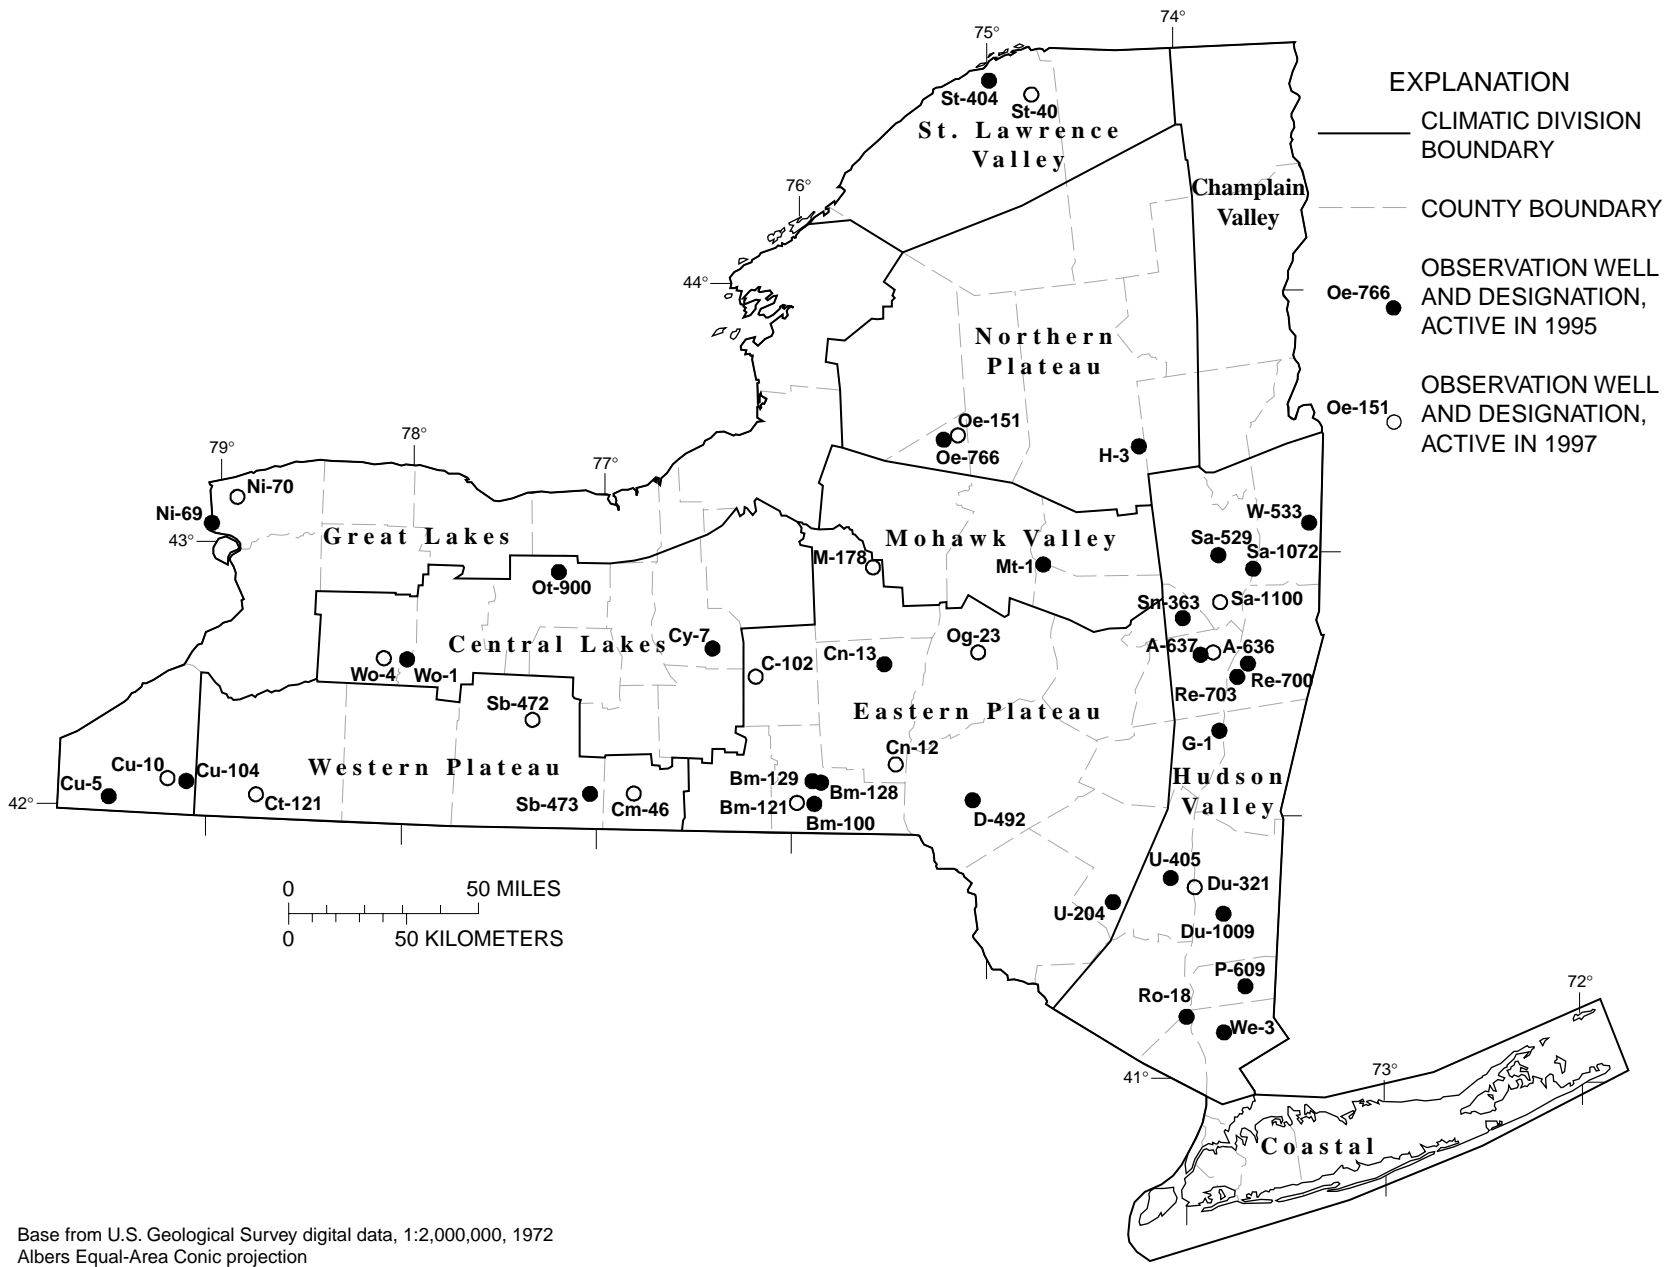 74°
75°
EXPLANATION
CLIMATIC DIVISION
BOUNDARY
COUNTY BOUNDARY
Oe-766
OBSERVATION WELL
AND DESIGNATION,
ACTIVE IN 1995
Oe-151
OBSERVATION WELL
AND DESIGNATION,
ACTIVE IN 1997
St-404
St-40
St. Lawrence
Valley
76°
Champlain
Valley
44°
Northern
Plateau
Oe-151
Oe-766
H-3
79°
78°
77°
Ni-70
Ni-69
43°
Great Lakes
Mohawk Valley
M-178
Mt-1
W-533
Sa-529
Sa-1072
Ot-900
Sn-363
Sa-1100
Central Lakes
Cy-7
Og-23
A-637
A-636
Cn-13
C-102
Wo-4
Wo-1
Re-700
Re-703
Sb-472
Eastern Plateau
G-1
Cn-12
Hudson
Valley
Western Plateau
Cu-10
Cu-104
Cu-5
Ct-121
42°
Sb-473
Cm-46
Bm-129
Bm-128
Bm-121
Bm-100
D-492
U-405
Du-321
U-204
Du-1009
0 50 MILES
0 50 KILOMETERS
P-609
Ro-18
We-3
72°
73°
41°
Coastal
Base from U.S. Geological Survey digital data, 1:2,000,000, 1972
Albers Equal-Area Conic projection